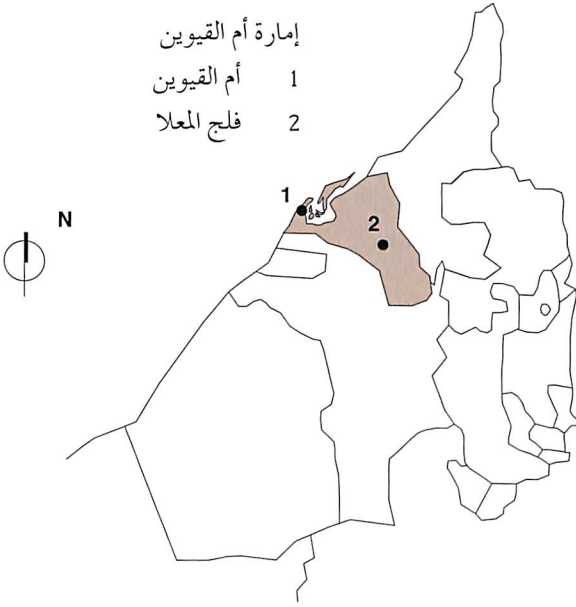 إمارة أم القيوين
1 أم القيوين
2 فلج المعلا
1
N
2